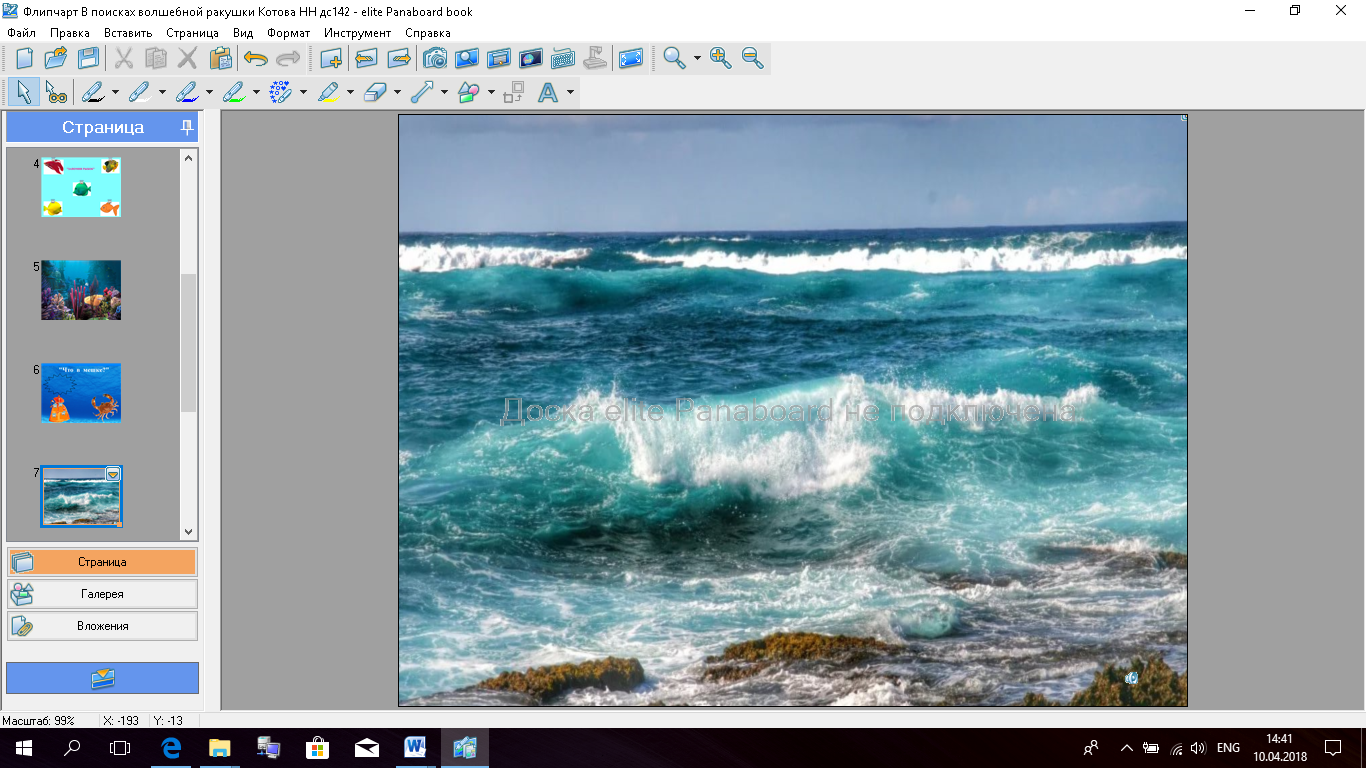 Флипчарт В поисках волшебной ракушки Котова НН дс142 - elite Panaboard book
Файл Правка Вставить Страница Вид Формат Инструмент Справка
Страница
4
5
6
"Что в мешке?"
7
Страница
Галерея
Вложения
Доска elite Panaboard не подключена.
Масштаб: 99% X: -193 Y: -13
ENG
14:41
10.04.2018